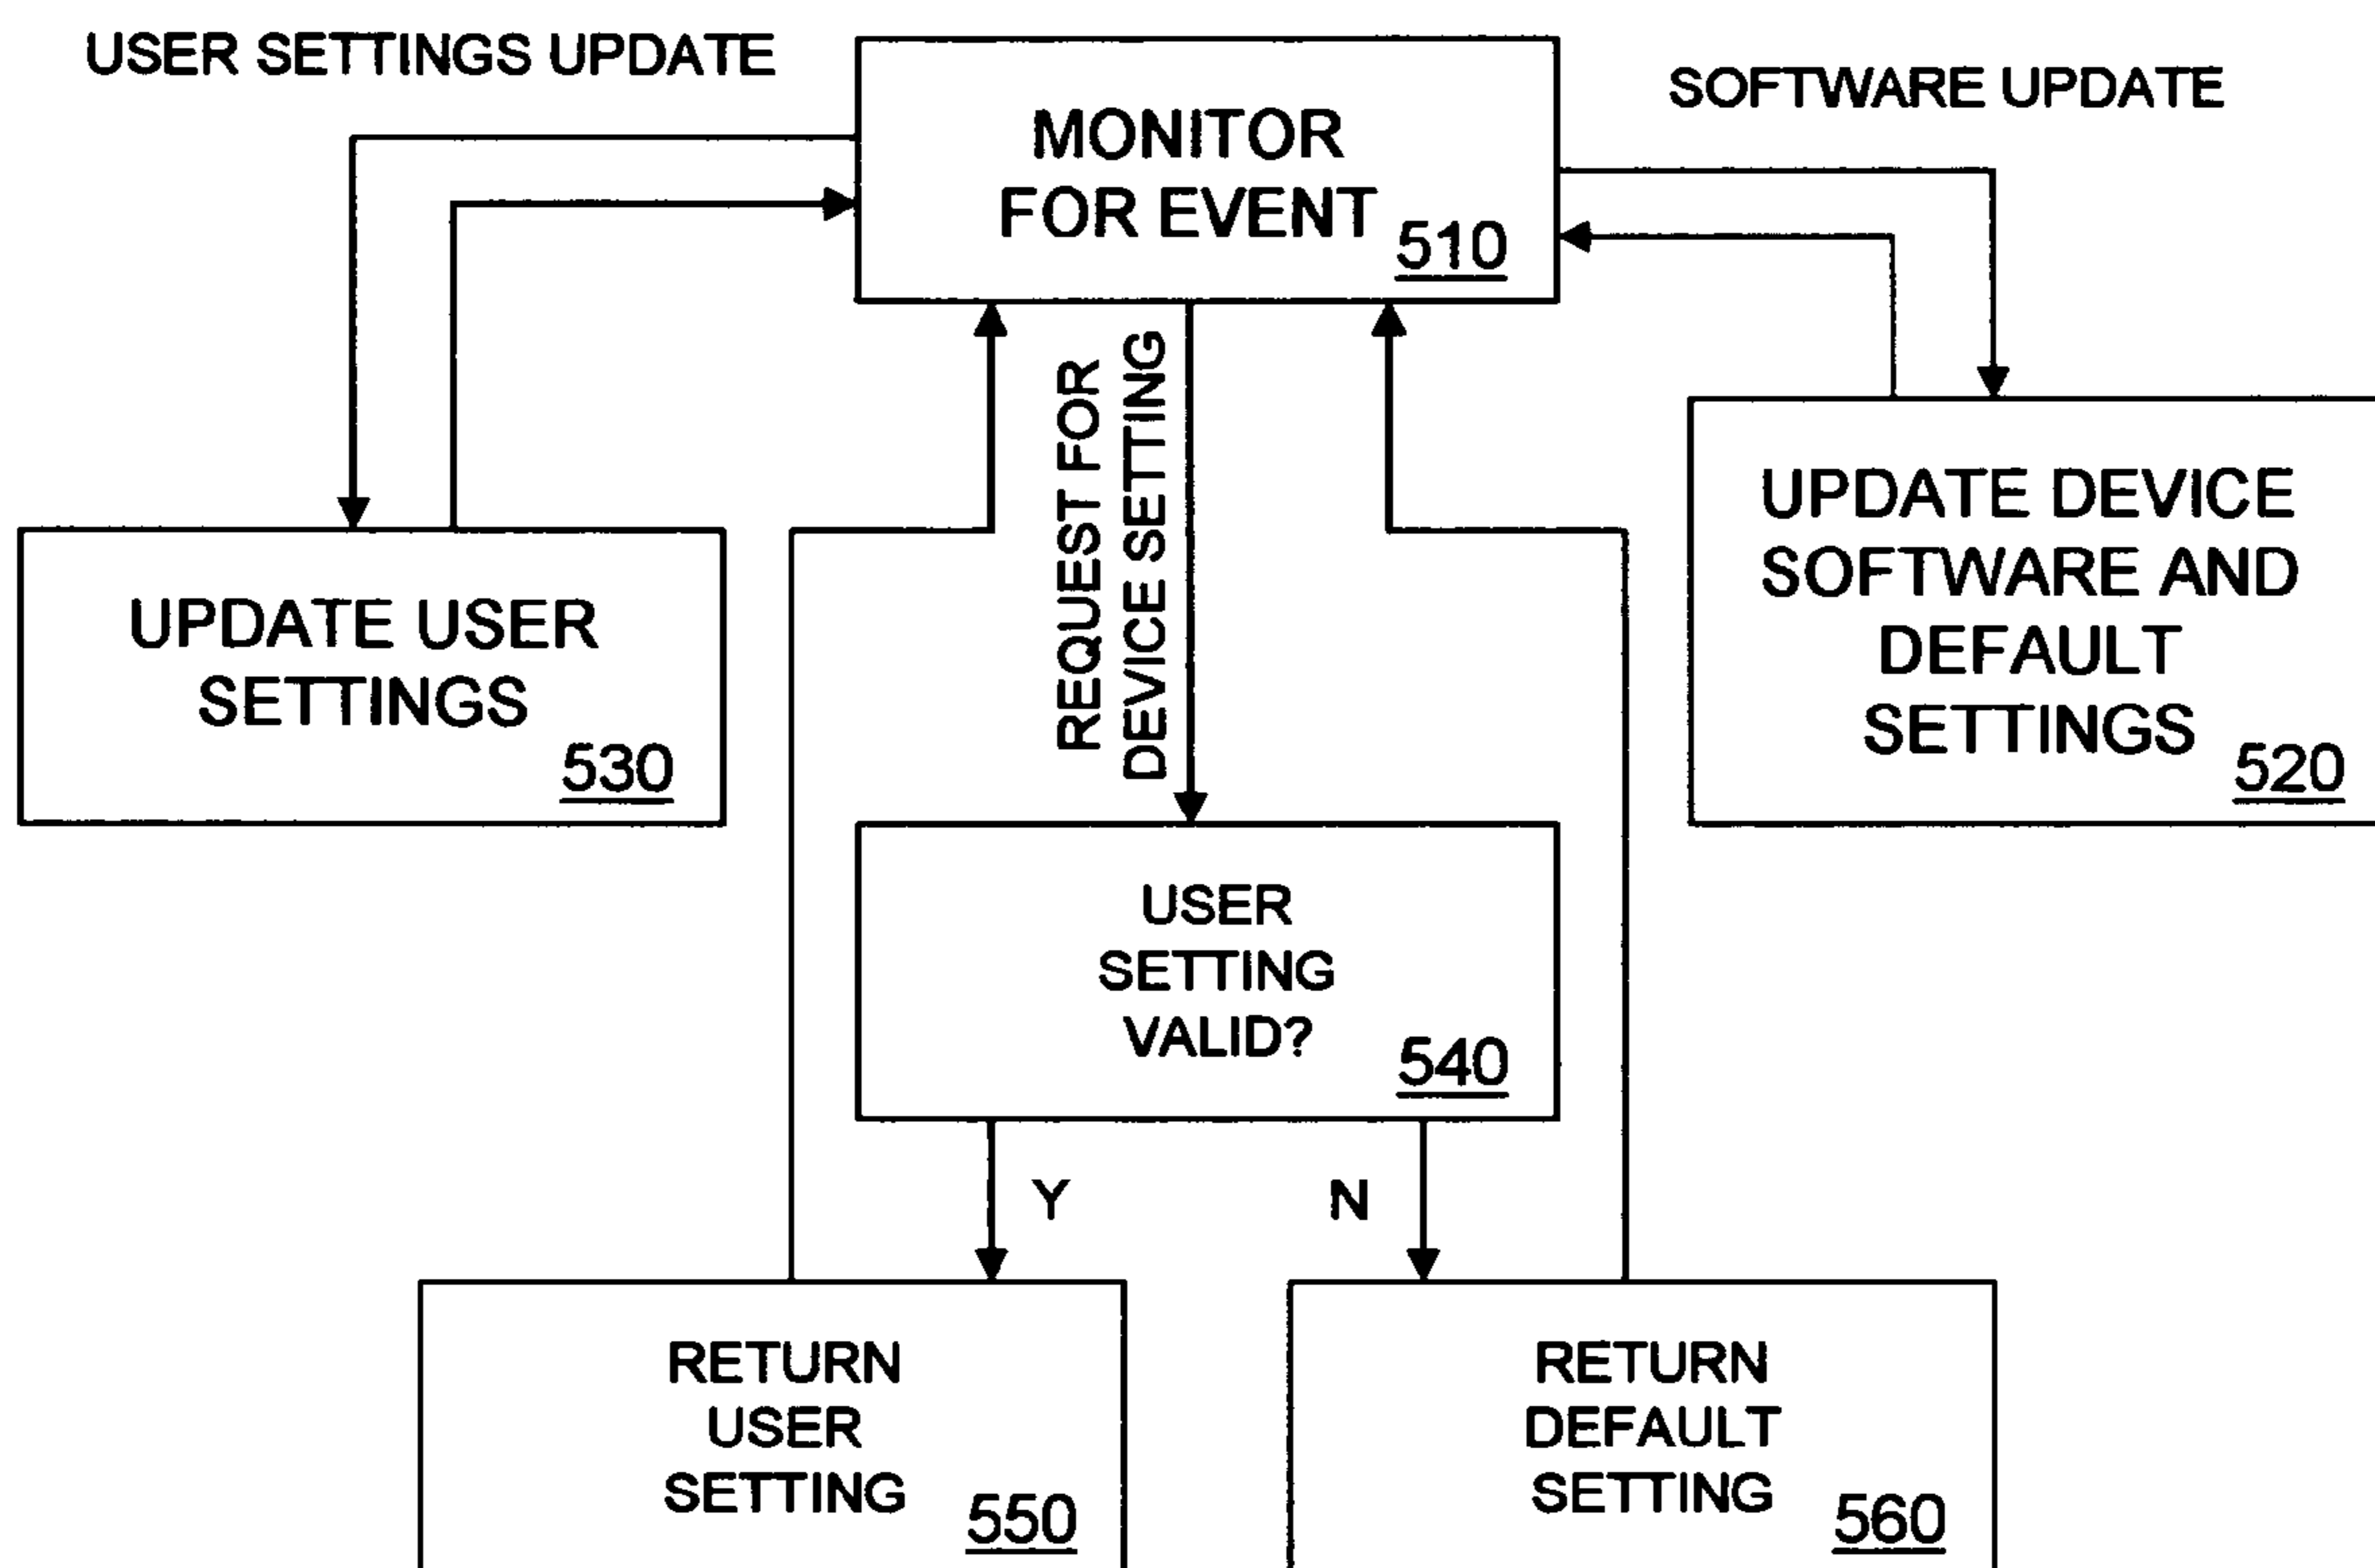 USER SETTINGS UPDATE
MONITOR
FOR EVENT
510
SOFTWARE UPDATE
REQUEST FOR
DEVICE SETTING
UPDATE USER
SETTINGS
530
UPDATE DEVICE
SOFTWARE AND
DEFAULT
SETTINGS
520
USER
SETTING
VALID?
540
Y
N
RETURN
USER
SETTING
550
RETURN
DEFAULT
SETTING
560